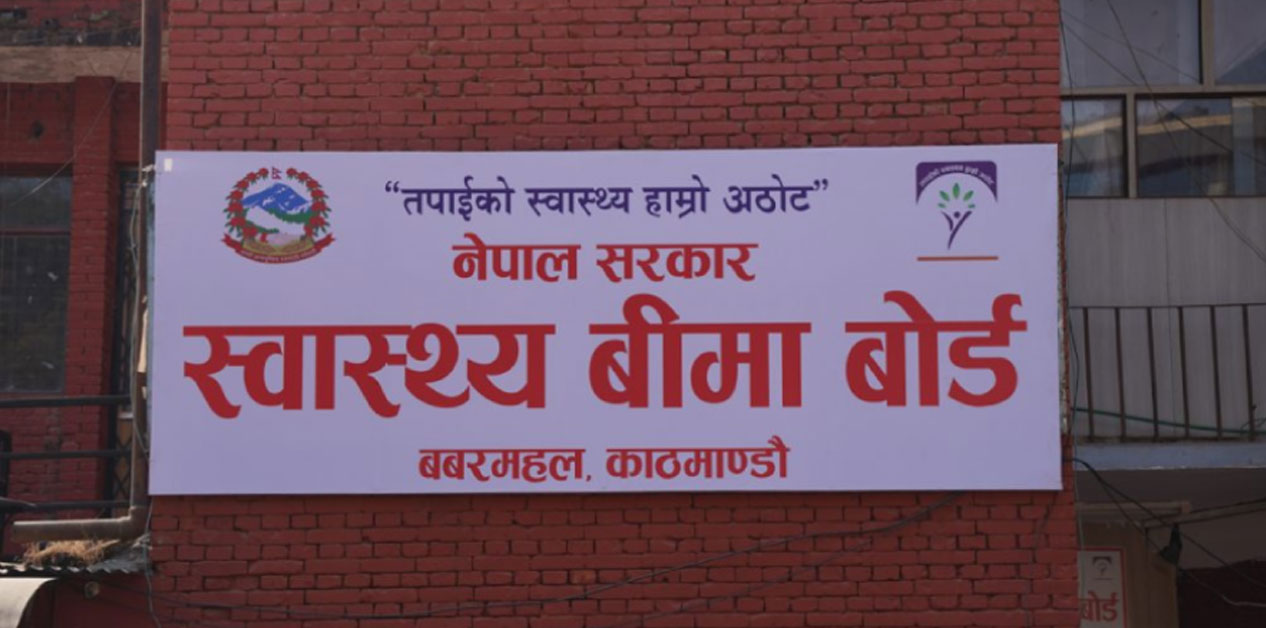 “तपाईको स्वास्थ्य हाम्रो अठोट”
नेपाल सरकार
स्वास्थ्य बीमा बोर्ड
बबरमहल, काठमाण्डौ
बोर्ड